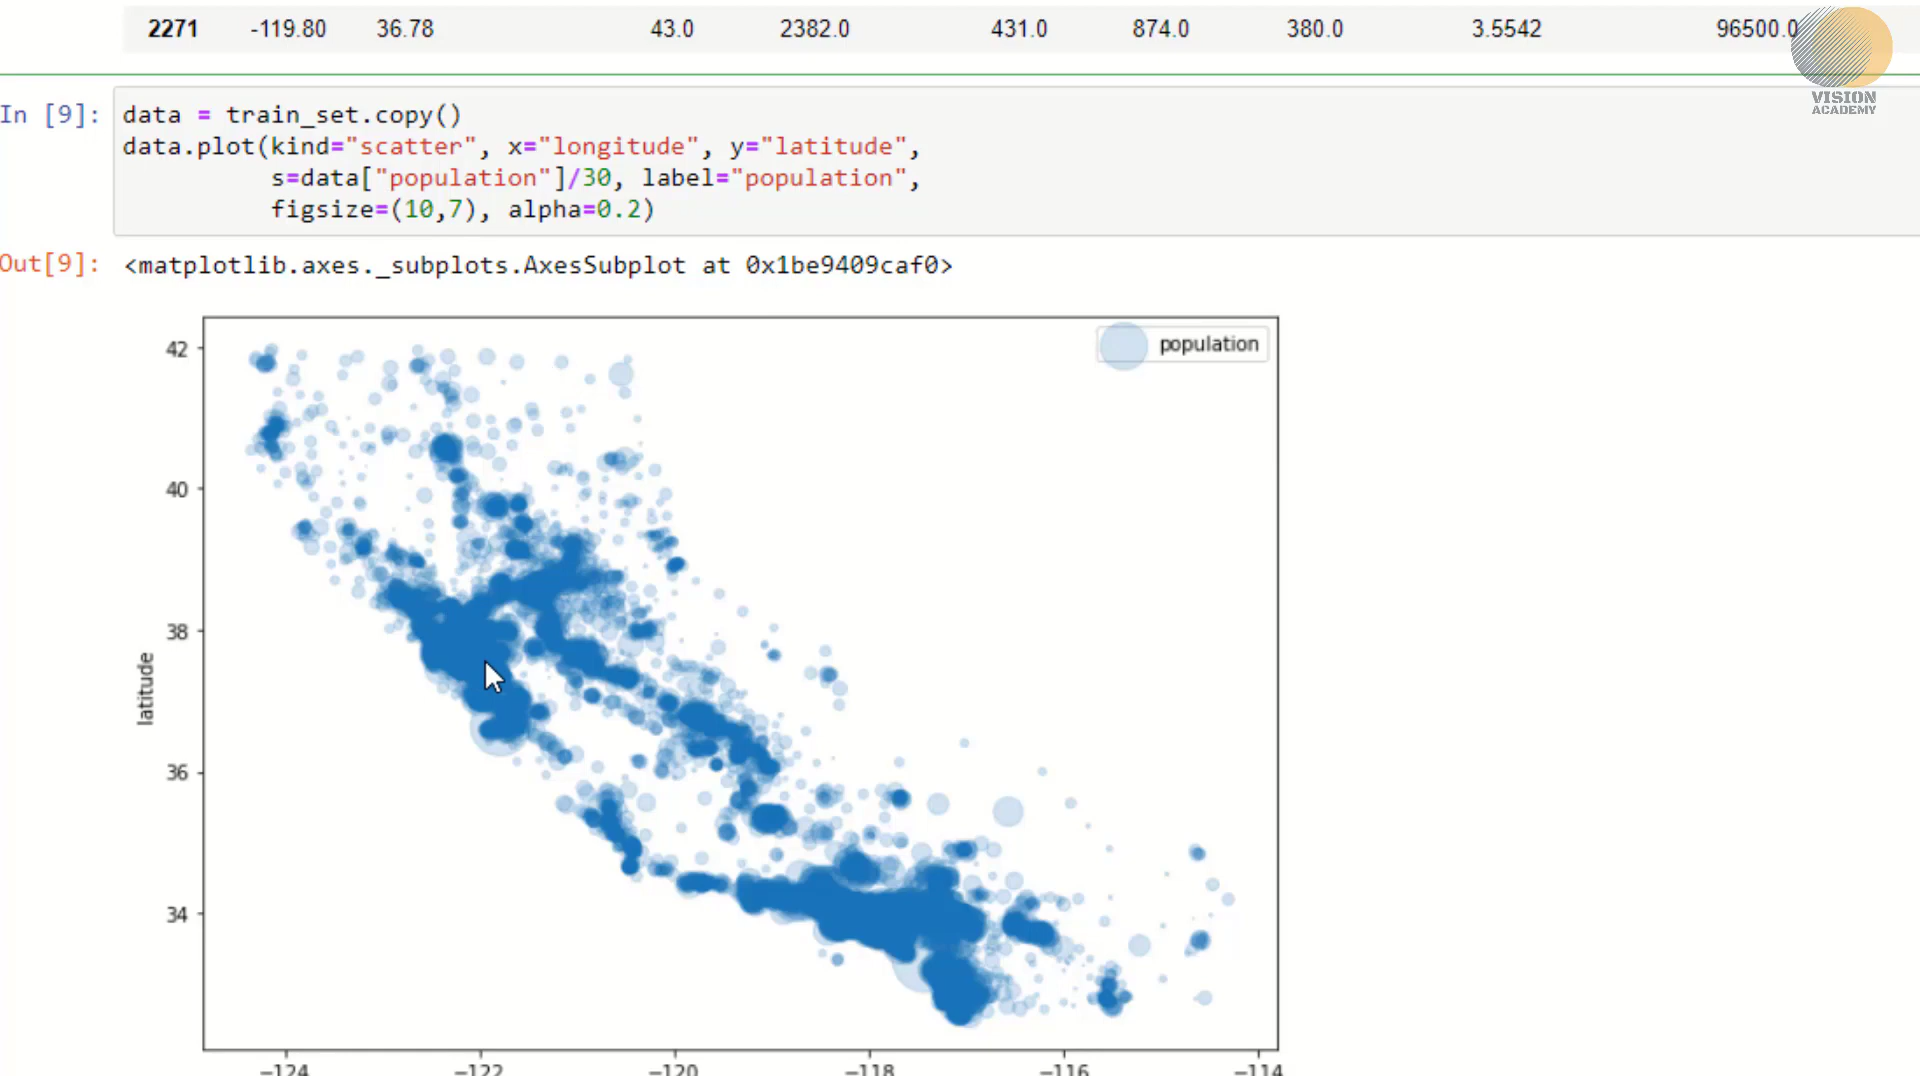 2271 -119.80 36.78 43.0 2382.0 431.0 874.0 380.0 3.5542 96500.0
VISION
ACADEMY
In [9]: data = train_set.copy()
data.plot(kind="scatter", x="longitude", y="latitude",
s=data["population"]/30, label="population",
figsize=(10,7), alpha=0.2)
Out[9]: <matplotlib.axes._subplots.AxesSubplot at 0x1be9409caf0>
population
42
40
38
36
34
latitude
−124 −122 −120 −118 −116 −114